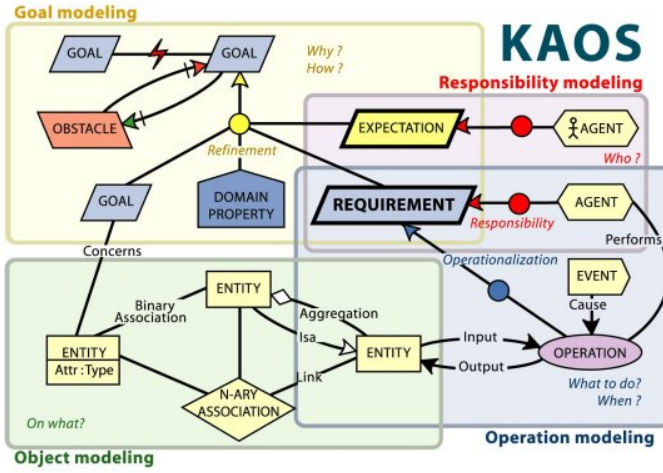 Goal modeling
KAOS
GOAL
GOAL
Why ?
How ?
Responsibility modeling
OBSTACLE
EXPECTATION
AGENT
Refinement
Who ?
GOAL
DOMAIN
PROPERTY
REQUIREMENT
AGENT
Responsibility
Performs
Concerns
Operationalization
EVENT
Cause
Binary
Association
ENTITY
Aggregation
Isa
ENTITY
Attr : Type
ENTITY
Input
Output
OPERATION
Link
N-ARY
ASSOCIATION
What to do?
When ?
On what?
Object modeling
Operation modeling